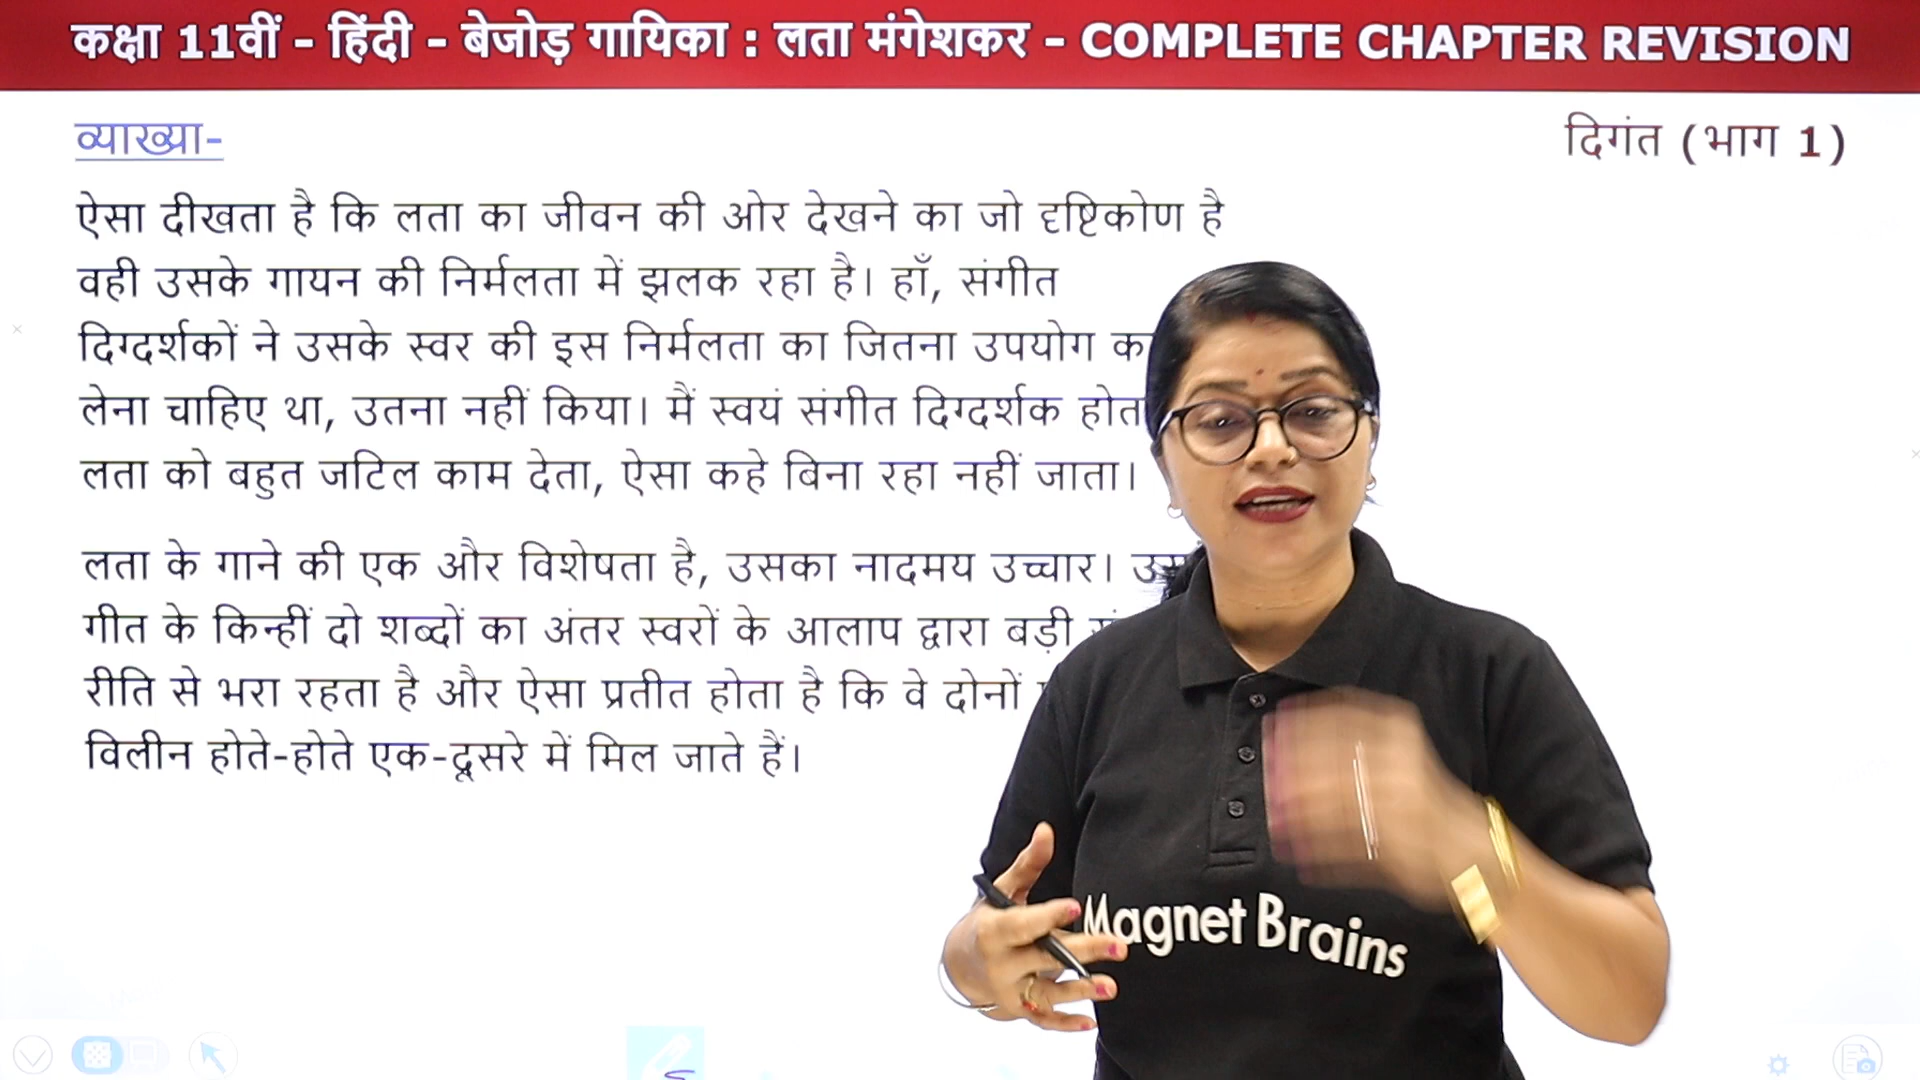 कक्षा 11वीं - हिंदी - बेजोड़ गायिका : लता मंगेशकर - COMPLETE CHAPTER REVISION
व्याख्या-
दिगंत (भाग 1)
ऐसा दीखता है कि लता का जीवन की ओर देखने का जो दृष्टिकोण है
वही उसके गायन की निर्मलता में झलक रहा है। हाँ, संगीत
दिग्दर्शकों ने उसके स्वर की इस निर्मलता का जितना उपयोग
लेना चाहिए था, उतना नहीं किया। मैं स्वयं संगीत दिग्दर्शक
लता को बहुत जटिल काम देता, ऐसा कहे बिना रहा नहीं जाता।
लता के गाने की एक और विशेषता है, उसका नादमय उच्चार।
गीत के किन्हीं दो शब्दों का अंतर स्वरों के आलाप द्वारा बड़ी
रीति से भरा रहता है और ऐसा प्रतीत होता है कि वे दोनों
विलीन होते-होते एक-दूसरे में मिल जाते हैं।
Magnet Brains